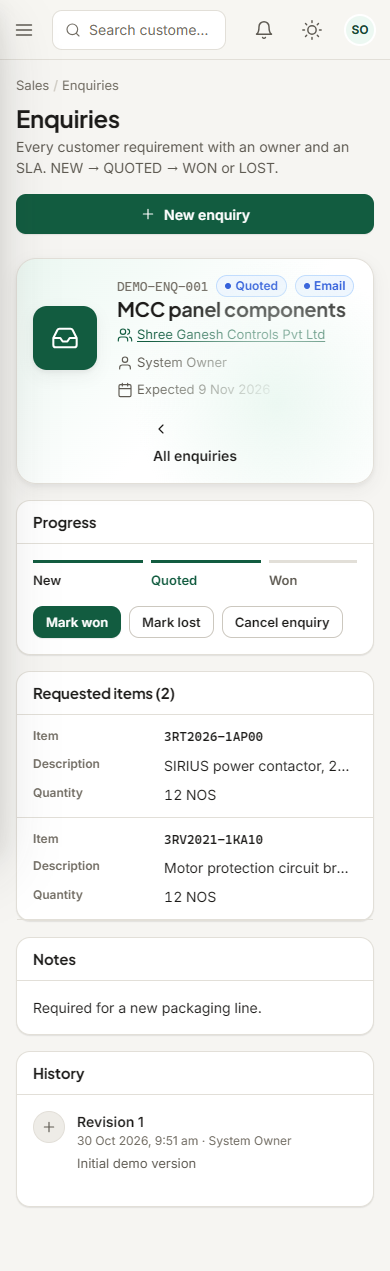 Search custome...
SO
Sales / Enquiries
Enquiries
Every customer requirement with an owner and an
SLA. NEW → QUOTED → WON or LOST.
+ New enquiry
DEMO-ENQ-001 Quoted Email
MCC panel components
Shree Ganesh Controls Pvt Ltd
System Owner
Expected 9 Nov 2026
All enquiries
Progress
New Quoted Won
Mark won Mark lost Cancel enquiry
Requested items (2)
Item 3RT2026-1AP00
Description SIRIUS power contactor, 2...
Quantity 12 NOS
Item 3RV2021-1KA10
Description Motor protection circuit br...
Quantity 12 NOS
Notes
Required for a new packaging line.
History
Revision 1
30 Oct 2026, 9:51 am · System Owner
Initial demo version